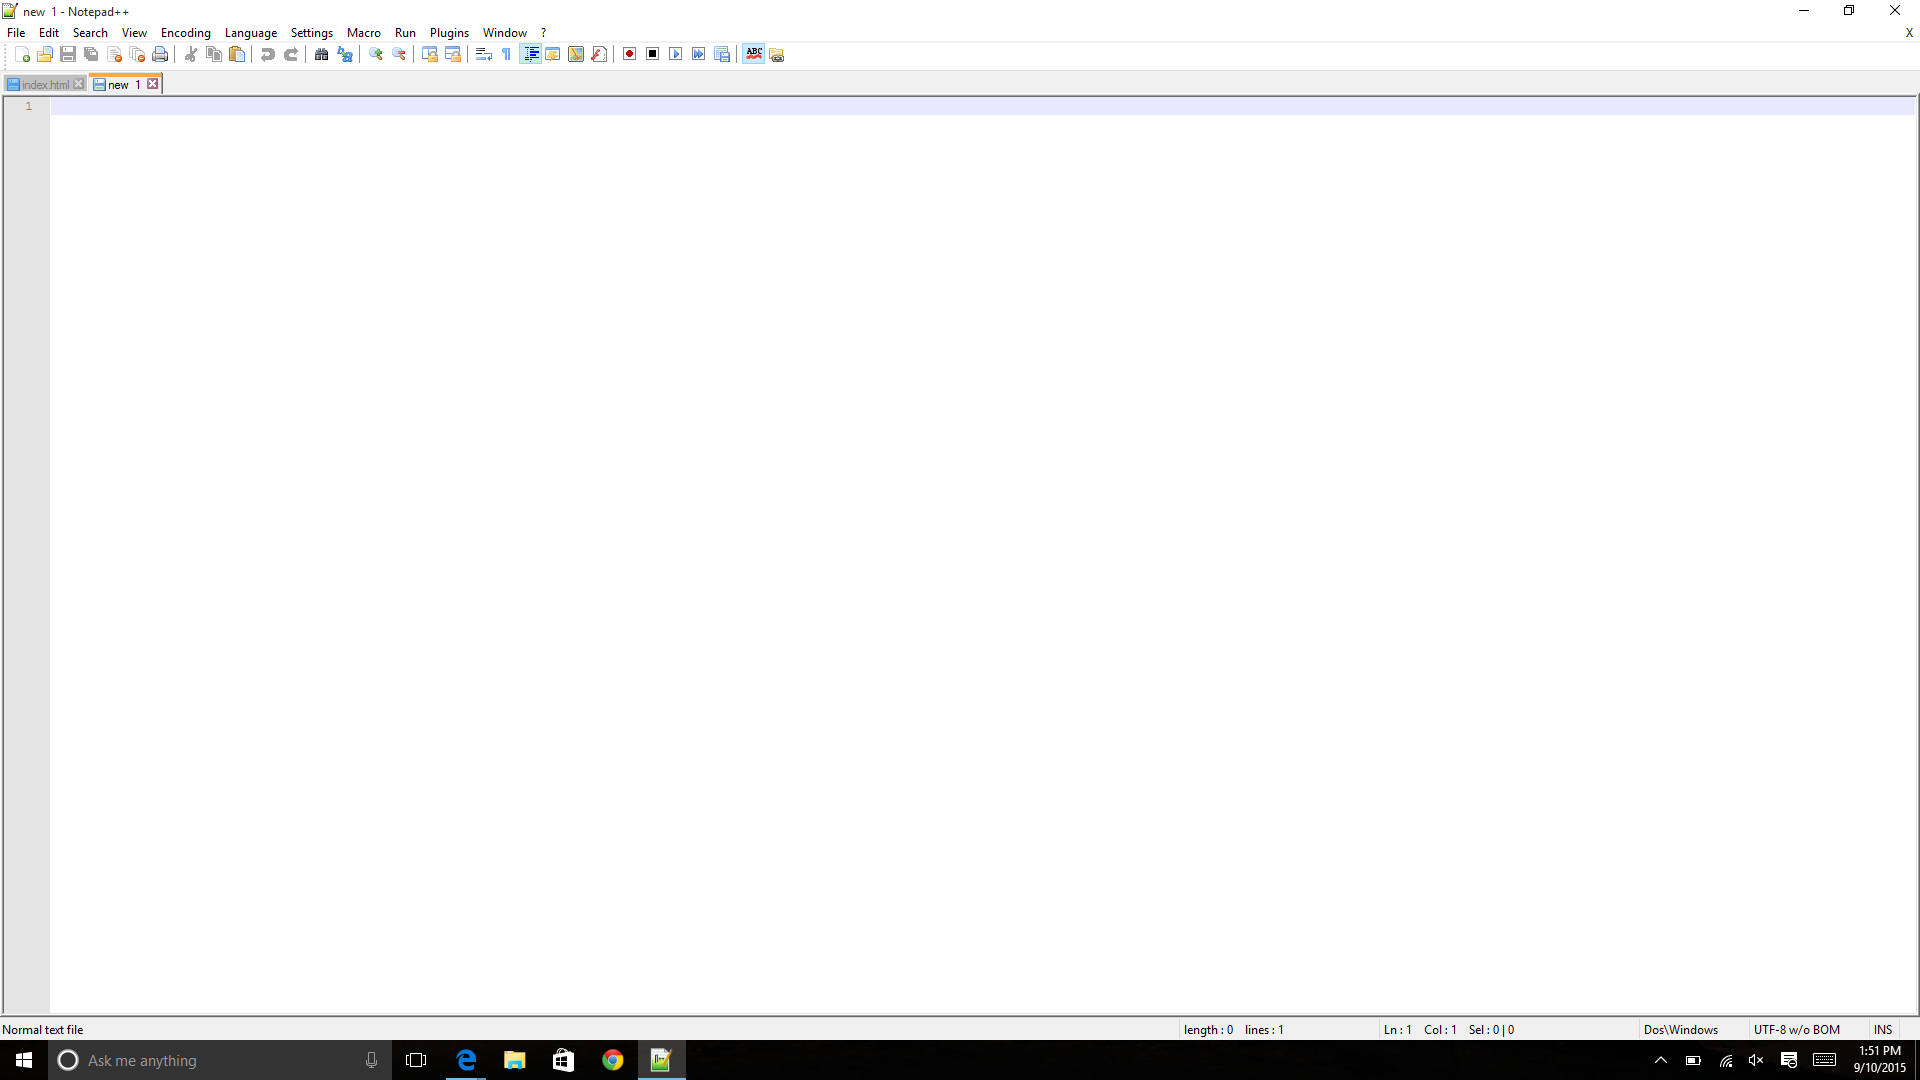 new 1 - Notepad++
File Edit Search View Encoding Language Settings Macro Run Plugins Window ? X
ABC
index.html new 1
1
Normal text file length : 0 lines : 1 Ln : 1 Col : 1 Sel : 0 | 0 Dos\Windows UTF-8 w/o BOM INS
Ask me anything
1:51 PM
9/10/2015